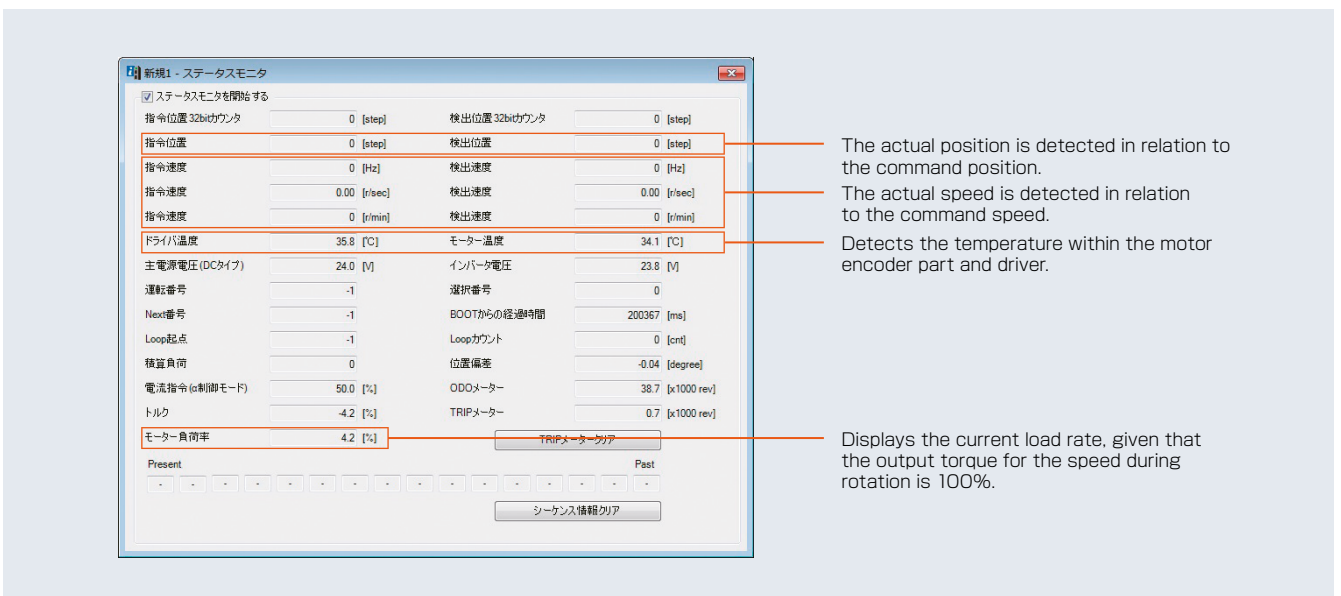 新規1 - ステータスモニタ
ステータスモニタを開始する
指令位置 32bitカウンタ 0 [step] 検出位置 32bitカウンタ 0 [step]
指令位置 0 [step] 検出位置 0 [step]
指令速度 0 [Hz] 検出速度 0 [Hz]
指令速度 0.00 [r/sec] 検出速度 0.00 [r/sec]
指令速度 0 [r/min] 検出速度 0 [r/min]
ドライバ温度 35.8 [℃] モーター温度 34.1 [℃]
主電源電圧(DCタイプ) 24.0 [V] インバータ電圧 23.8 [V]
運転番号 -1 選択番号 0
Next番号 -1 BOOTからの経過時間 200367 [ms]
Loop起点 -1 Loopカウント 0 [cnt]
積算負荷 0 位置偏差 -0.04 [degree]
電流指令(α制御モード) 50.0 [%] ODOメーター 38.7 [x1000 rev]
トルク -4.2 [%] TRIPメーター 0.7 [x1000 rev]
モーター負荷率 4.2 [%] TRIPメータークリア
Present Past
- - - - - - - - - - - - - - - -
シーケンス情報クリア
The actual position is detected in relation to
the command position.
The actual speed is detected in relation
to the command speed.
Detects the temperature within the motor
encoder part and driver.
Displays the current load rate, given that
the output torque for the speed during
rotation is 100%.